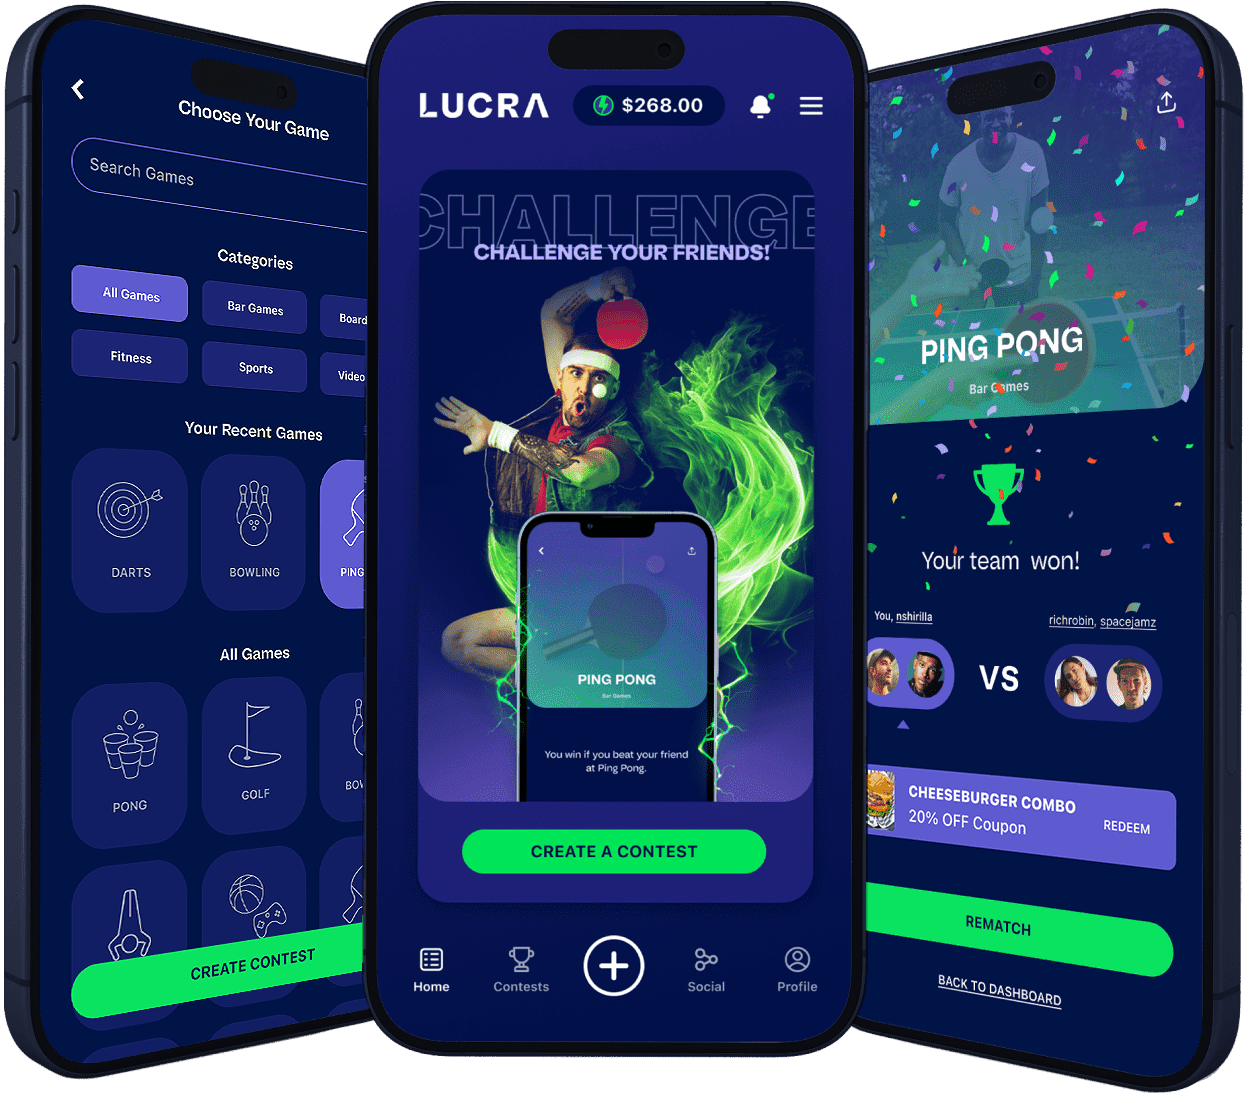 Choose Your Game
Search Games
Categories
All Games
Bar Games
Board
Fitness
Sports
Video
Your Recent Games
DARTS
BOWLING
PING
All Games
PONG
GOLF
BOW
CREATE CONTEST
LUCRA
$268.00
CHALLENGE
CHALLENGE YOUR FRIENDS!
PING PONG
Bar Games
You win if you beat your friend
at Ping Pong.
CREATE A CONTEST
Home
Contests
Social
Profile
PING PONG
Bar Games
Your team won!
You, nshirilla
richrobin, spacejamz
VS
CHEESEBURGER COMBO
20% OFF Coupon
REDEEM
REMATCH
BACK TO DASHBOARD